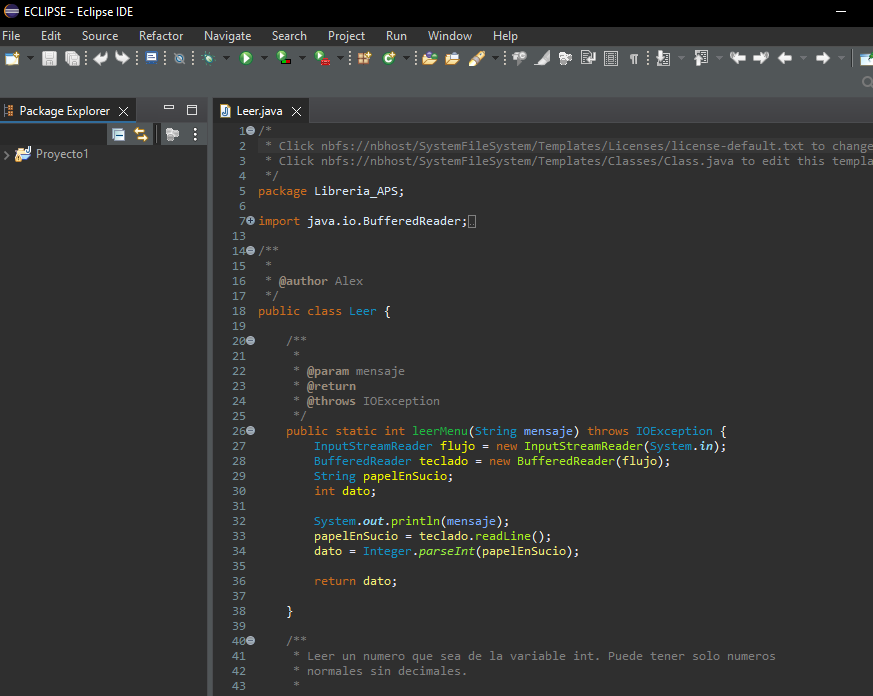 ECLIPSE - Eclipse IDE
File Edit Source Refactor Navigate Search Project Run Window Help
Package Explorer
Proyecto1
Leer.java
1 /*
2  * Click nbfs://nbhost/SystemFileSystem/Templates/Licenses/license-default.txt to change
3  * Click nbfs://nbhost/SystemFileSystem/Templates/Classes/Class.java to edit this templa
4  */
5 package Libreria_APS;
6
7 import java.io.BufferedReader;
13
14 /**
15  *
16  * @author Alex
17  */
18 public class Leer {
19
20     /**
21      *
22      * @param mensaje
23      * @return
24      * @throws IOException
25      */
26     public static int leerMenu(String mensaje) throws IOException {
27         InputStreamReader flujo = new InputStreamReader(System.in);
28         BufferedReader teclado = new BufferedReader(flujo);
29         String papelEnSucio;
30         int dato;
31
32         System.out.println(mensaje);
33         papelEnSucio = teclado.readLine();
34         dato = Integer.parseInt(papelEnSucio);
35
36         return dato;
37
38     }
39
40     /**
41      * Leer un numero que sea de la variable int. Puede tener solo numeros
42      * normales sin decimales.
43      *